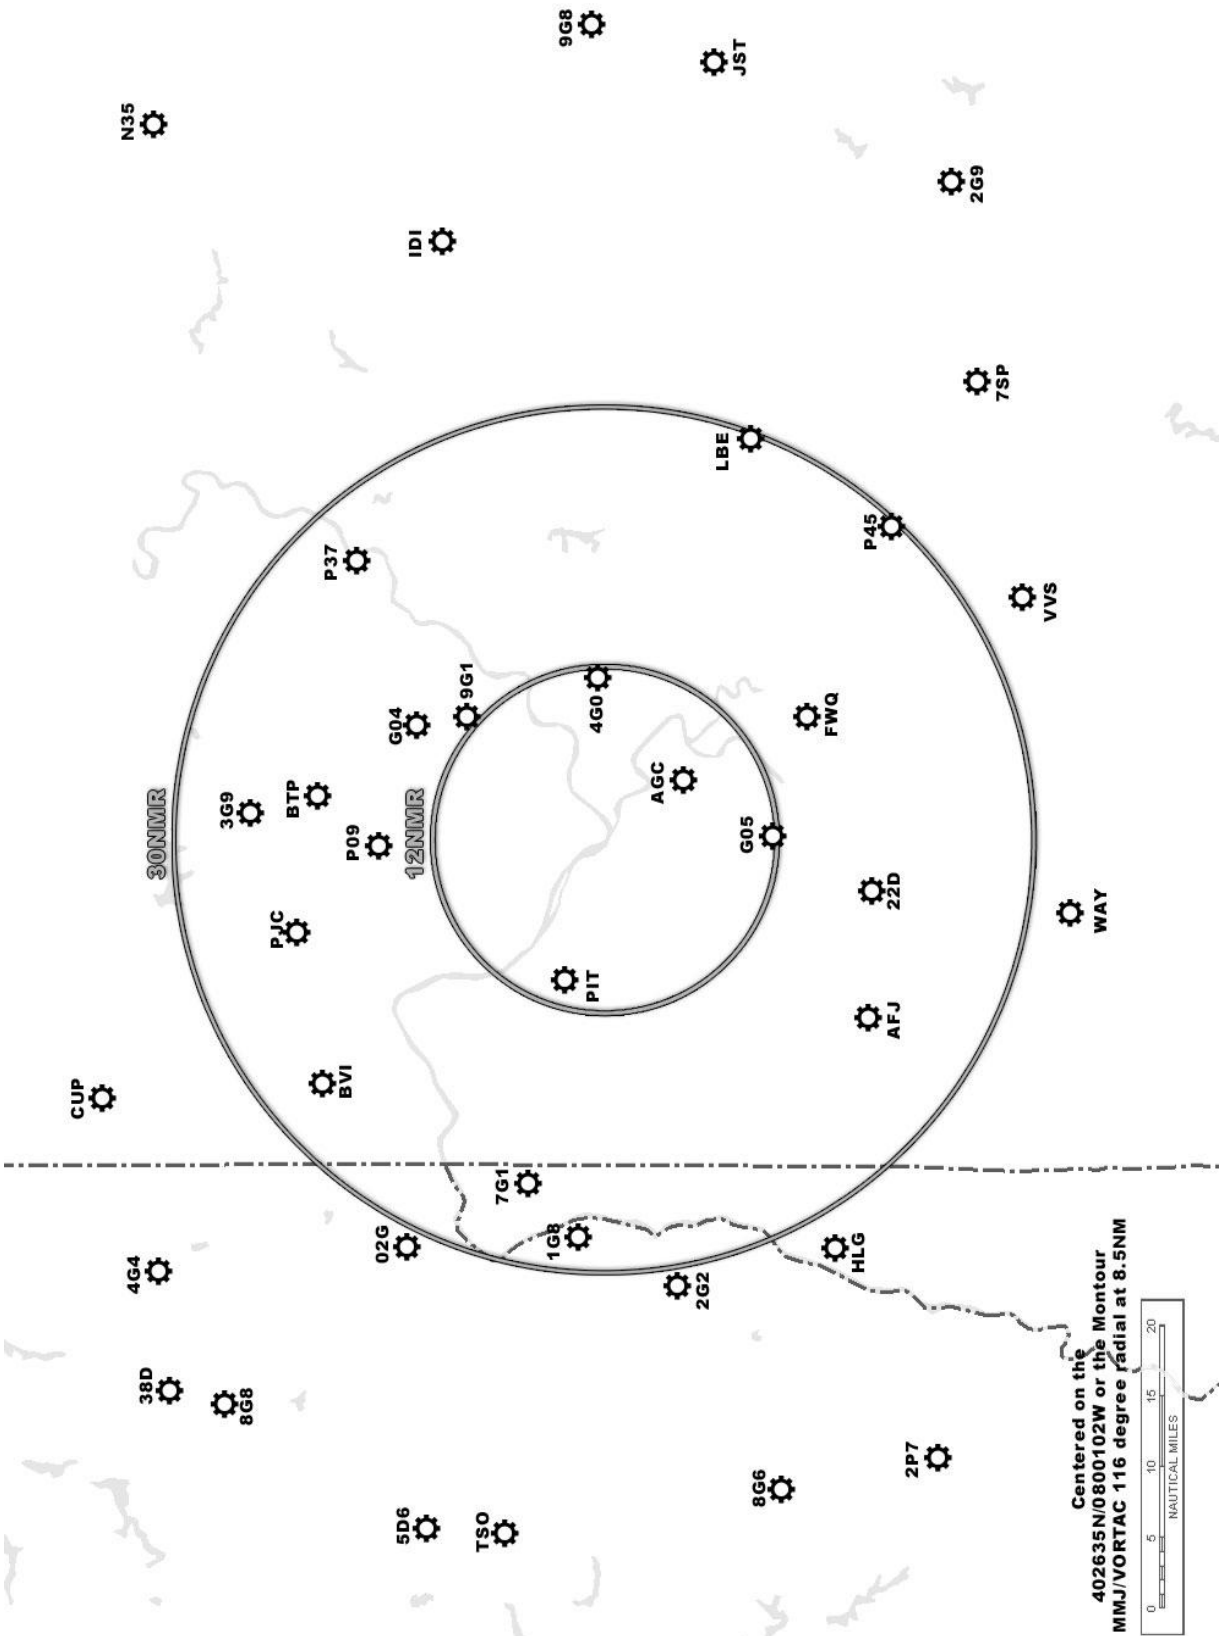 9G8
JST
N35
2G9
IDI
7SP
LBE
P45
VVS
P37
9G1
G04
4G0
FWQ
AGC
3G9
BTP
P09
30NMR
12NMR
G05
22D
WAY
PJC
PIT
AFJ
BVI
CUP
7G1
02G
1G8
2G2
HLG
4G4
38D
8G8
5D6
TSO
8G6
2P7
Centered on the
402635N/0800102W or the Montour
MMJ/VORTAC 116 degree radial at 8.5NM
0 5 10 15 20
NAUTICAL MILES